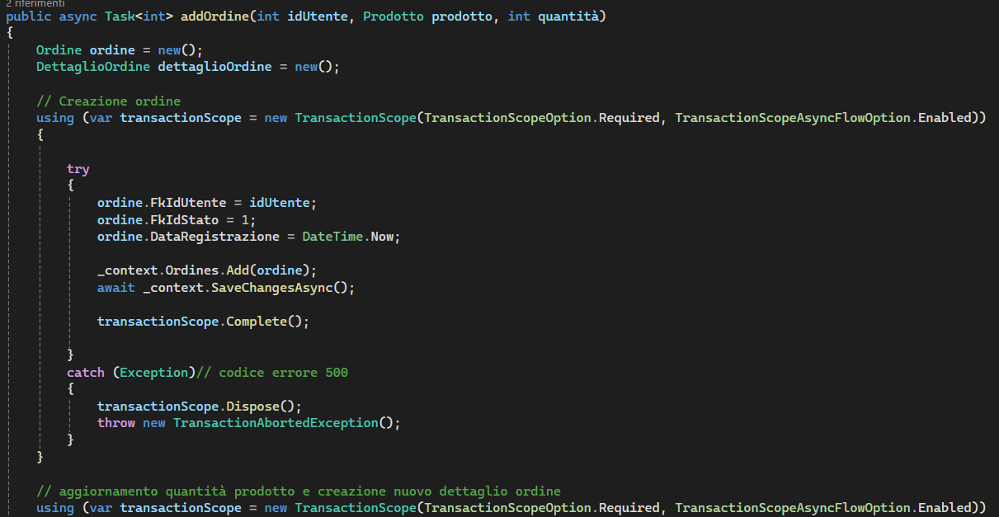 2 riferimenti
public async Task<int> addOrdine(int idUtente, Prodotto prodotto, int quantità)
{
    Ordine ordine = new();
    DettaglioOrdine dettaglioOrdine = new();

    // Creazione ordine
    using (var transactionScope = new TransactionScope(TransactionScopeOption.Required, TransactionScopeAsyncFlowOption.Enabled))
    {

        try
        {
            ordine.FkIdUtente = idUtente;
            ordine.FkIdStato = 1;
            ordine.DataRegistrazione = DateTime.Now;

            _context.Ordines.Add(ordine);
            await _context.SaveChangesAsync();

            transactionScope.Complete();

        }
        catch (Exception)// codice errore 500
        {
            transactionScope.Dispose();
            throw new TransactionAbortedException();
        }
    }

    // aggiornamento quantità prodotto e creazione nuovo dettaglio ordine
    using (var transactionScope = new TransactionScope(TransactionScopeOption.Required, TransactionScopeAsyncFlowOption.Enabled))